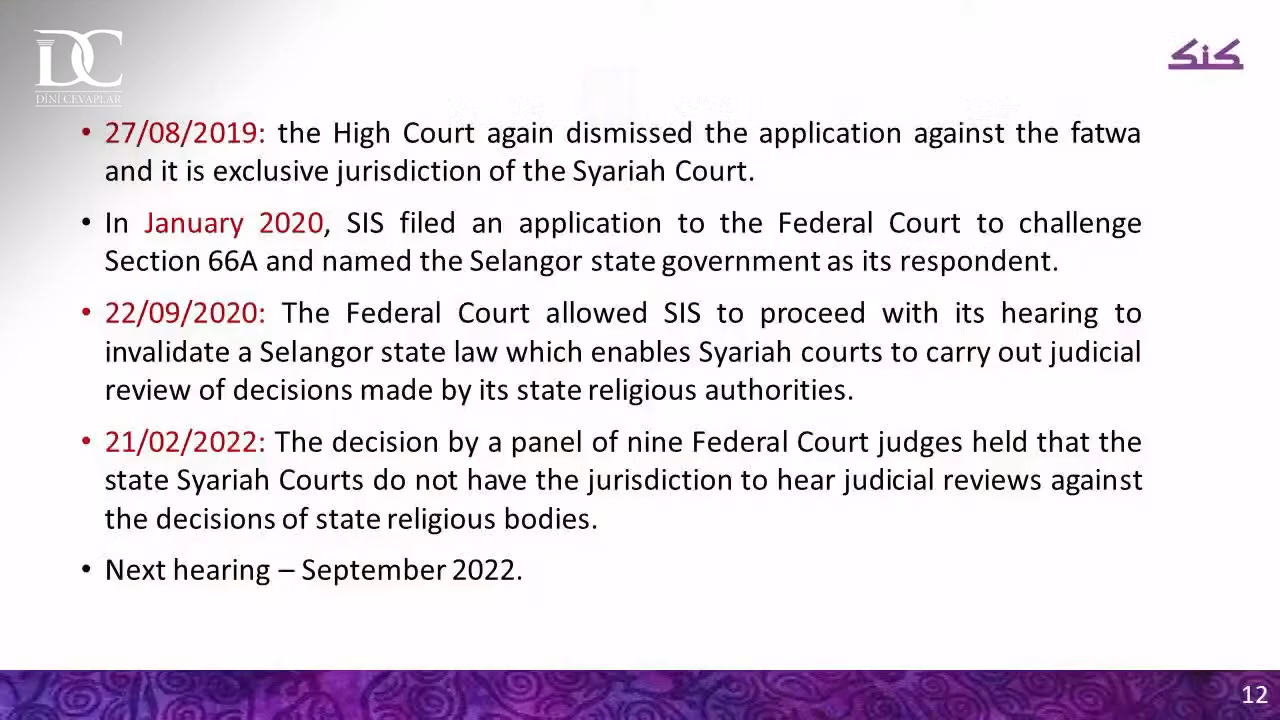 DC
DİNİ CEVAPLAR
كنك
• 27/08/2019: the High Court again dismissed the application against the fatwa
and it is exclusive jurisdiction of the Syariah Court.
• In January 2020, SIS filed an application to the Federal Court to challenge
Section 66A and named the Selangor state government as its respondent.
• 22/09/2020: The Federal Court allowed SIS to proceed with its hearing to
invalidate a Selangor state law which enables Syariah courts to carry out judicial
review of decisions made by its state religious authorities.
• 21/02/2022: The decision by a panel of nine Federal Court judges held that the
state Syariah Courts do not have the jurisdiction to hear judicial reviews against
the decisions of state religious bodies.
• Next hearing – September 2022.
12